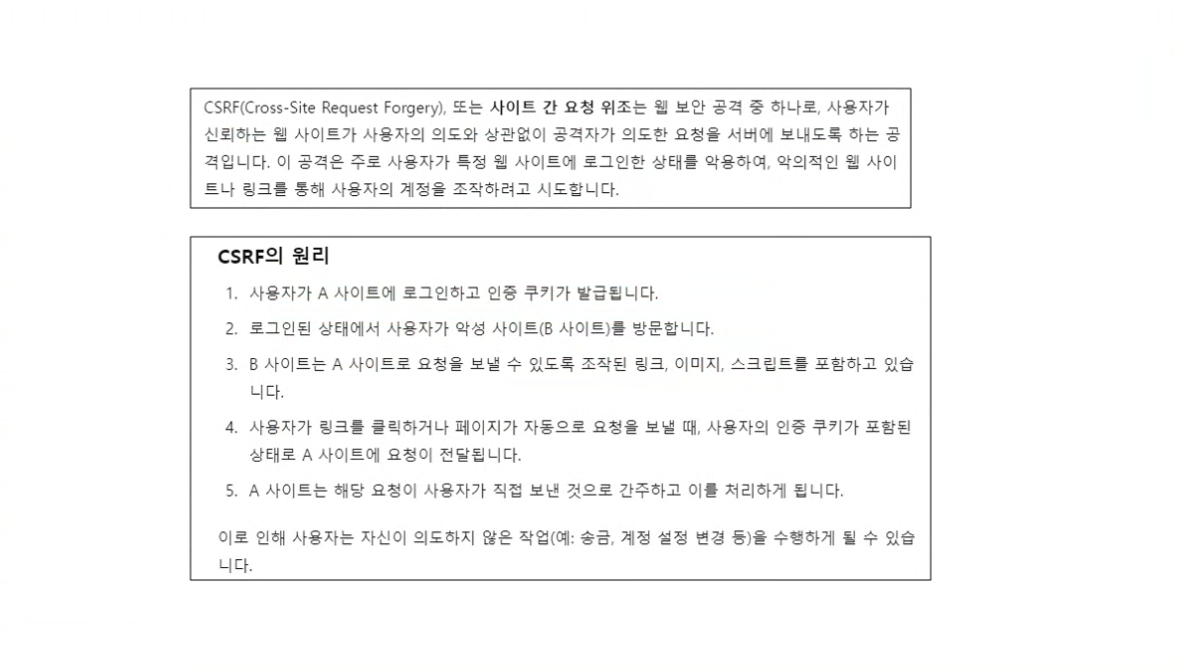 CSRF(Cross-Site Request Forgery), 또는 사이트 간 요청 위조는 웹 보안 공격 중 하나로, 사용자가
신뢰하는 웹 사이트가 사용자의 의도와 상관없이 공격자가 의도한 요청을 서버에 보내도록 하는 공
격입니다. 이 공격은 주로 사용자가 특정 웹 사이트에 로그인한 상태를 악용하여, 악의적인 웹 사이
트나 링크를 통해 사용자의 계정을 조작하려고 시도합니다.
CSRF의 원리
1. 사용자가 A 사이트에 로그인하고 인증 쿠키가 발급됩니다.
2. 로그인된 상태에서 사용자가 악성 사이트(B 사이트)를 방문합니다.
3. B 사이트는 A 사이트로 요청을 보낼 수 있도록 조작된 링크, 이미지, 스크립트를 포함하고 있습
니다.
4. 사용자가 링크를 클릭하거나 페이지가 자동으로 요청을 보낼 때, 사용자의 인증 쿠키가 포함된
상태로 A 사이트에 요청이 전달됩니다.
5. A 사이트는 해당 요청이 사용자가 직접 보낸 것으로 간주하고 이를 처리하게 됩니다.
이로 인해 사용자는 자신이 의도하지 않은 작업(예: 송금, 계정 설정 변경 등)을 수행하게 될 수 있습
니다.